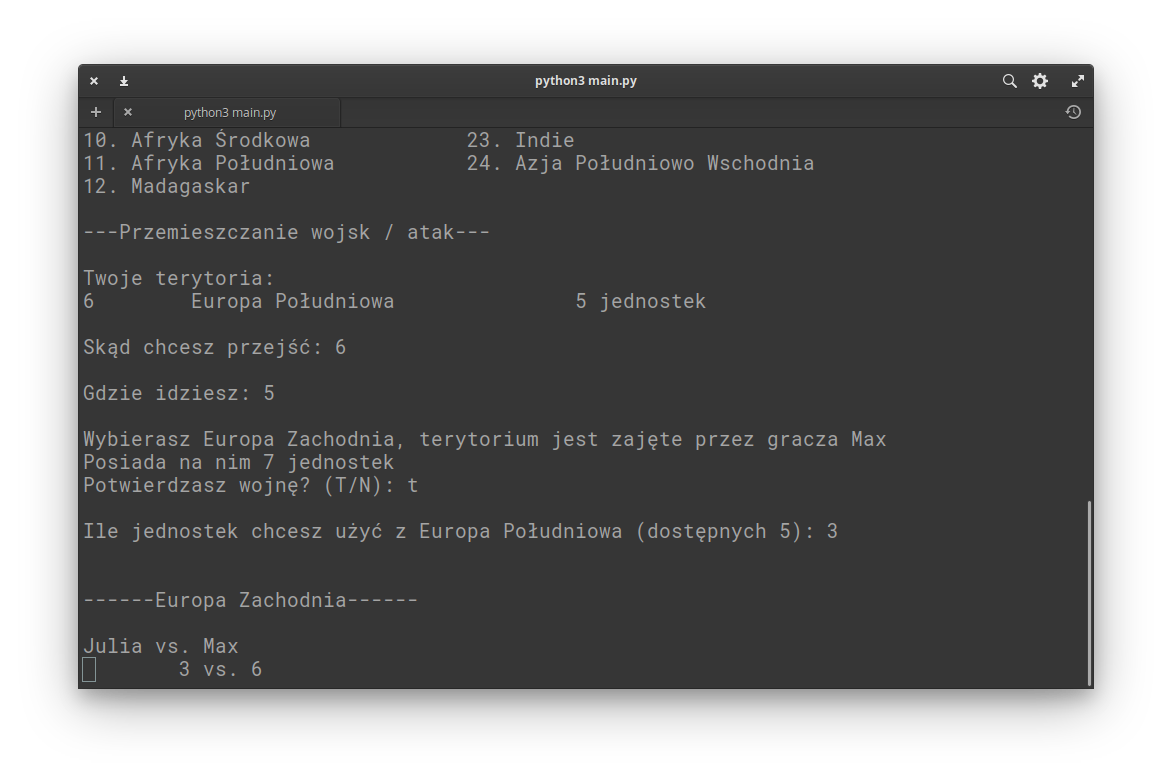 python3 main.py
python3 main.py
10. Afryka Środkowa             23. Indie
11. Afryka Południowa           24. Azja Południowo Wschodnia
12. Madagaskar
---Przemieszczanie wojsk / atak---
Twoje terytoria:
6        Europa Południowa               5 jednostek
Skąd chcesz przejść: 6
Gdzie idziesz: 5
Wybierasz Europa Zachodnia, terytorium jest zajęte przez gracza Max
Posiada na nim 7 jednostek
Potwierdzasz wojnę? (T/N): t
Ile jednostek chcesz użyć z Europa Południowa (dostępnych 5): 3
------Europa Zachodnia------
Julia vs. Max
        3 vs. 6